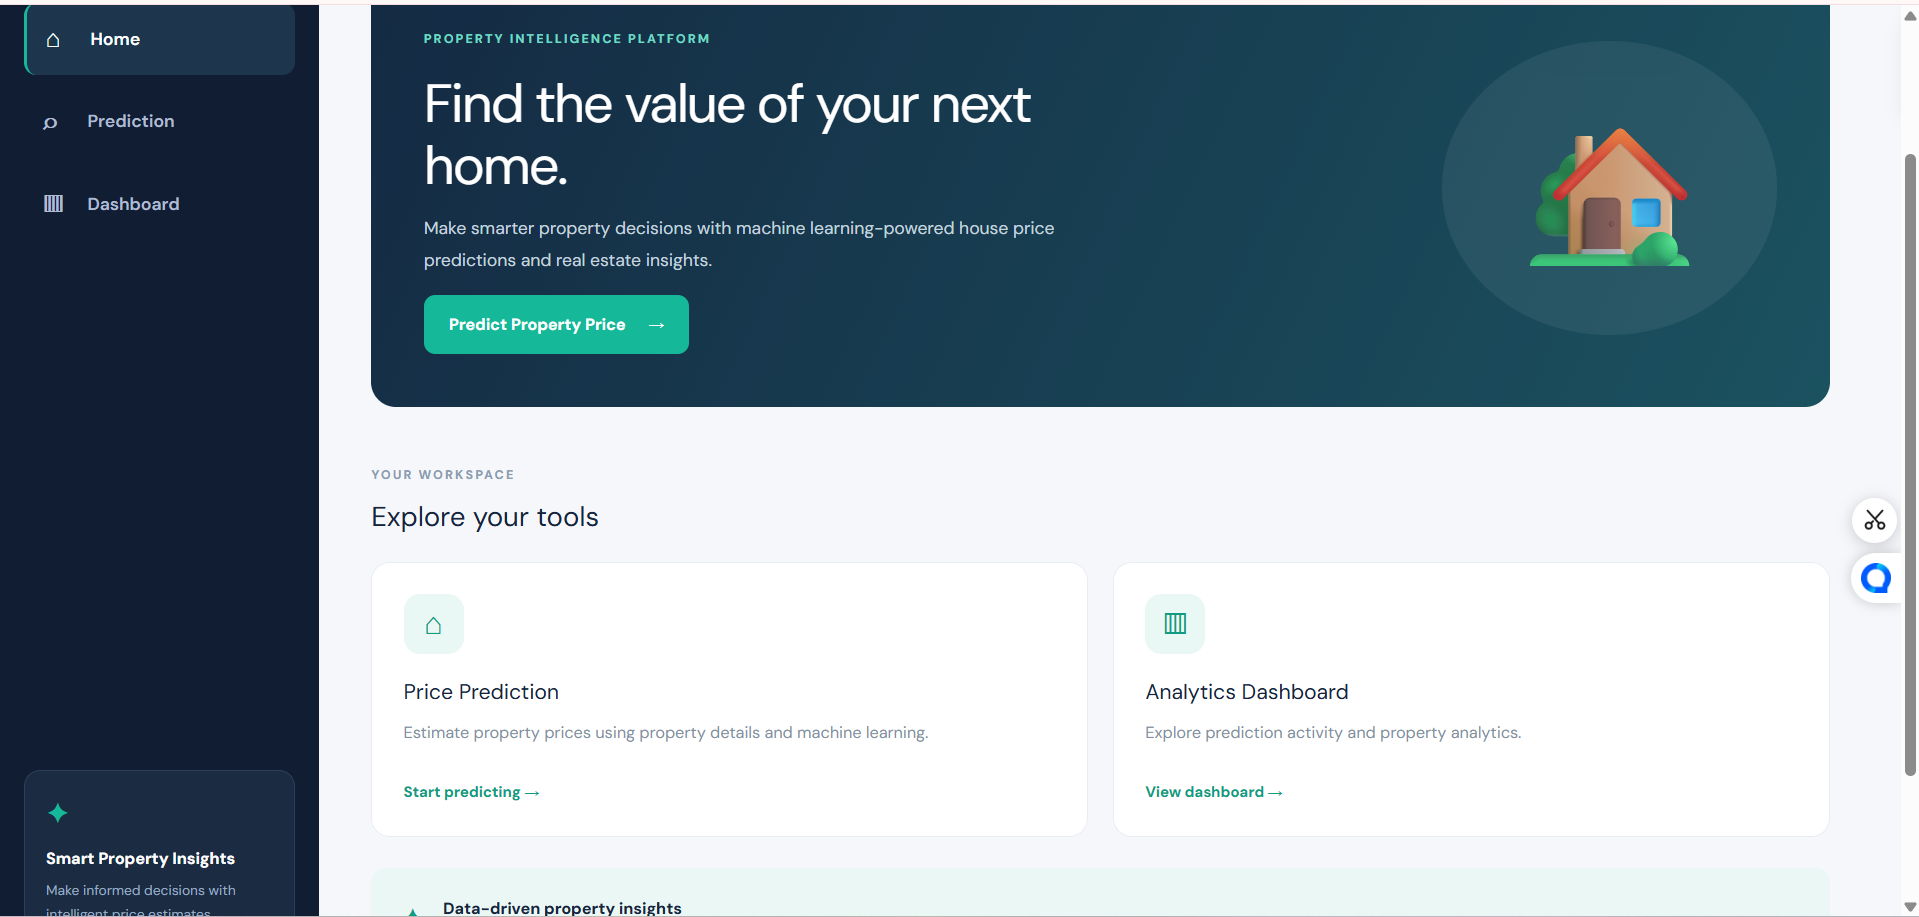 Home
Prediction
Dashboard
Smart Property Insights
Make informed decisions with
intelligent price estimates
PROPERTY INTELLIGENCE PLATFORM
Find the value of your next
home.
Make smarter property decisions with machine learning-powered house price
predictions and real estate insights.
Predict Property Price →
YOUR WORKSPACE
Explore your tools
Price Prediction
Estimate property prices using property details and machine learning.
Start predicting →
Analytics Dashboard
Explore prediction activity and property analytics.
View dashboard →
Data-driven property insights